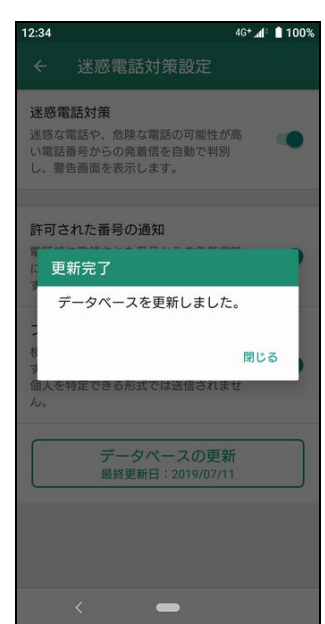 12:34 4G+ 100%
迷惑電話対策設定
迷惑電話対策
迷惑な電話や、危険な電話の可能性が高
い電話番号からの発着信を自動で判別
し、警告画面を表示します。
許可された番号の通知
更新完了
データベースを更新しました。
閉じる
個人を特定できる形式では送信されませ
ん。
データベースの更新
最終更新日：2019/07/11